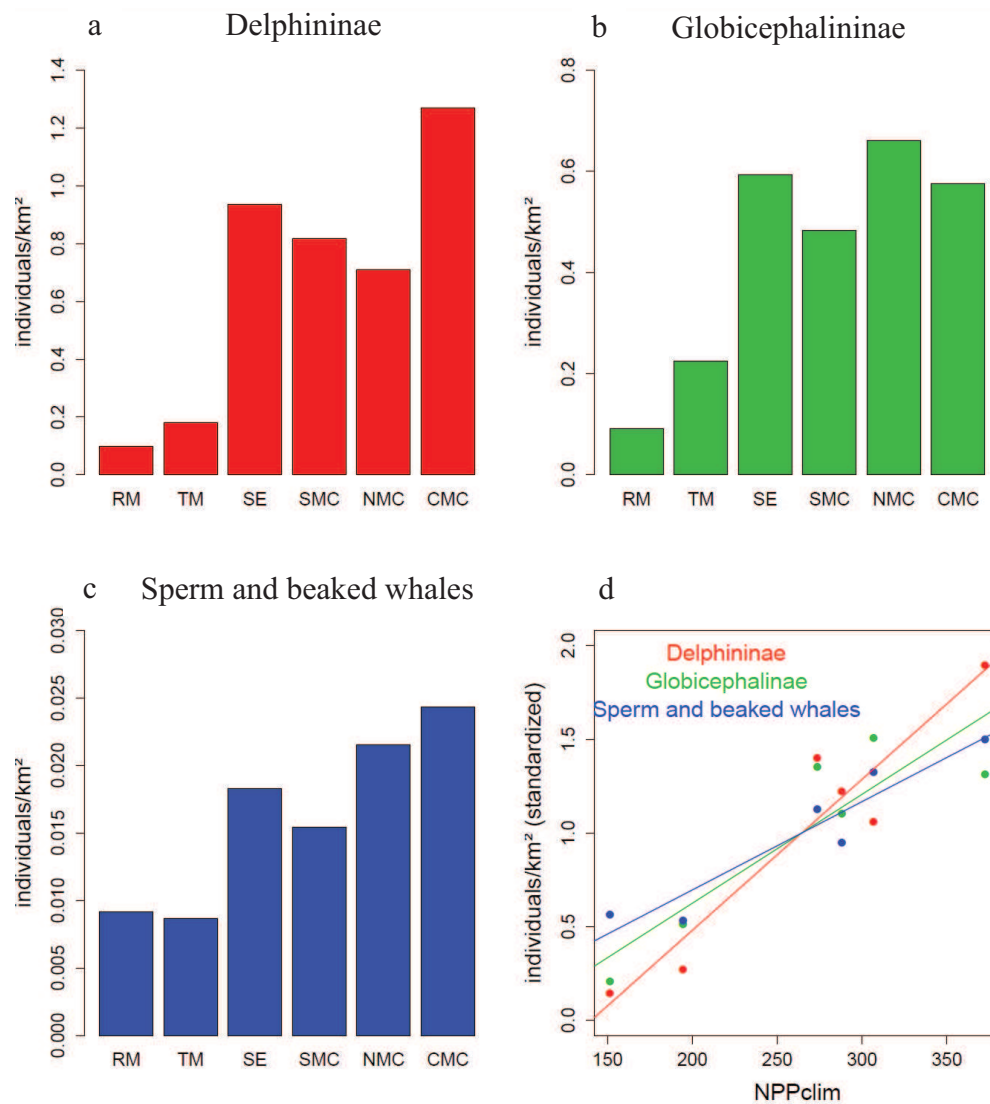 a Delphininae
individuals/km²
0.0 0.2 0.4 0.6 0.8 1.0 1.2 1.4
RM TM SE SMC NMC CMC
b Globicephalininae
individuals/km²
0.0 0.2 0.4 0.6 0.8
RM TM SE SMC NMC CMC
c Sperm and beaked whales
individuals/km²
0.000 0.005 0.010 0.015 0.020 0.025 0.030
RM TM SE SMC NMC CMC
d
Delphininae
Globicephalinae
Sperm and beaked whales
individuals/km² (standardized)
0.0 0.5 1.0 1.5 2.0
150 200 250 300 350
NPPclim